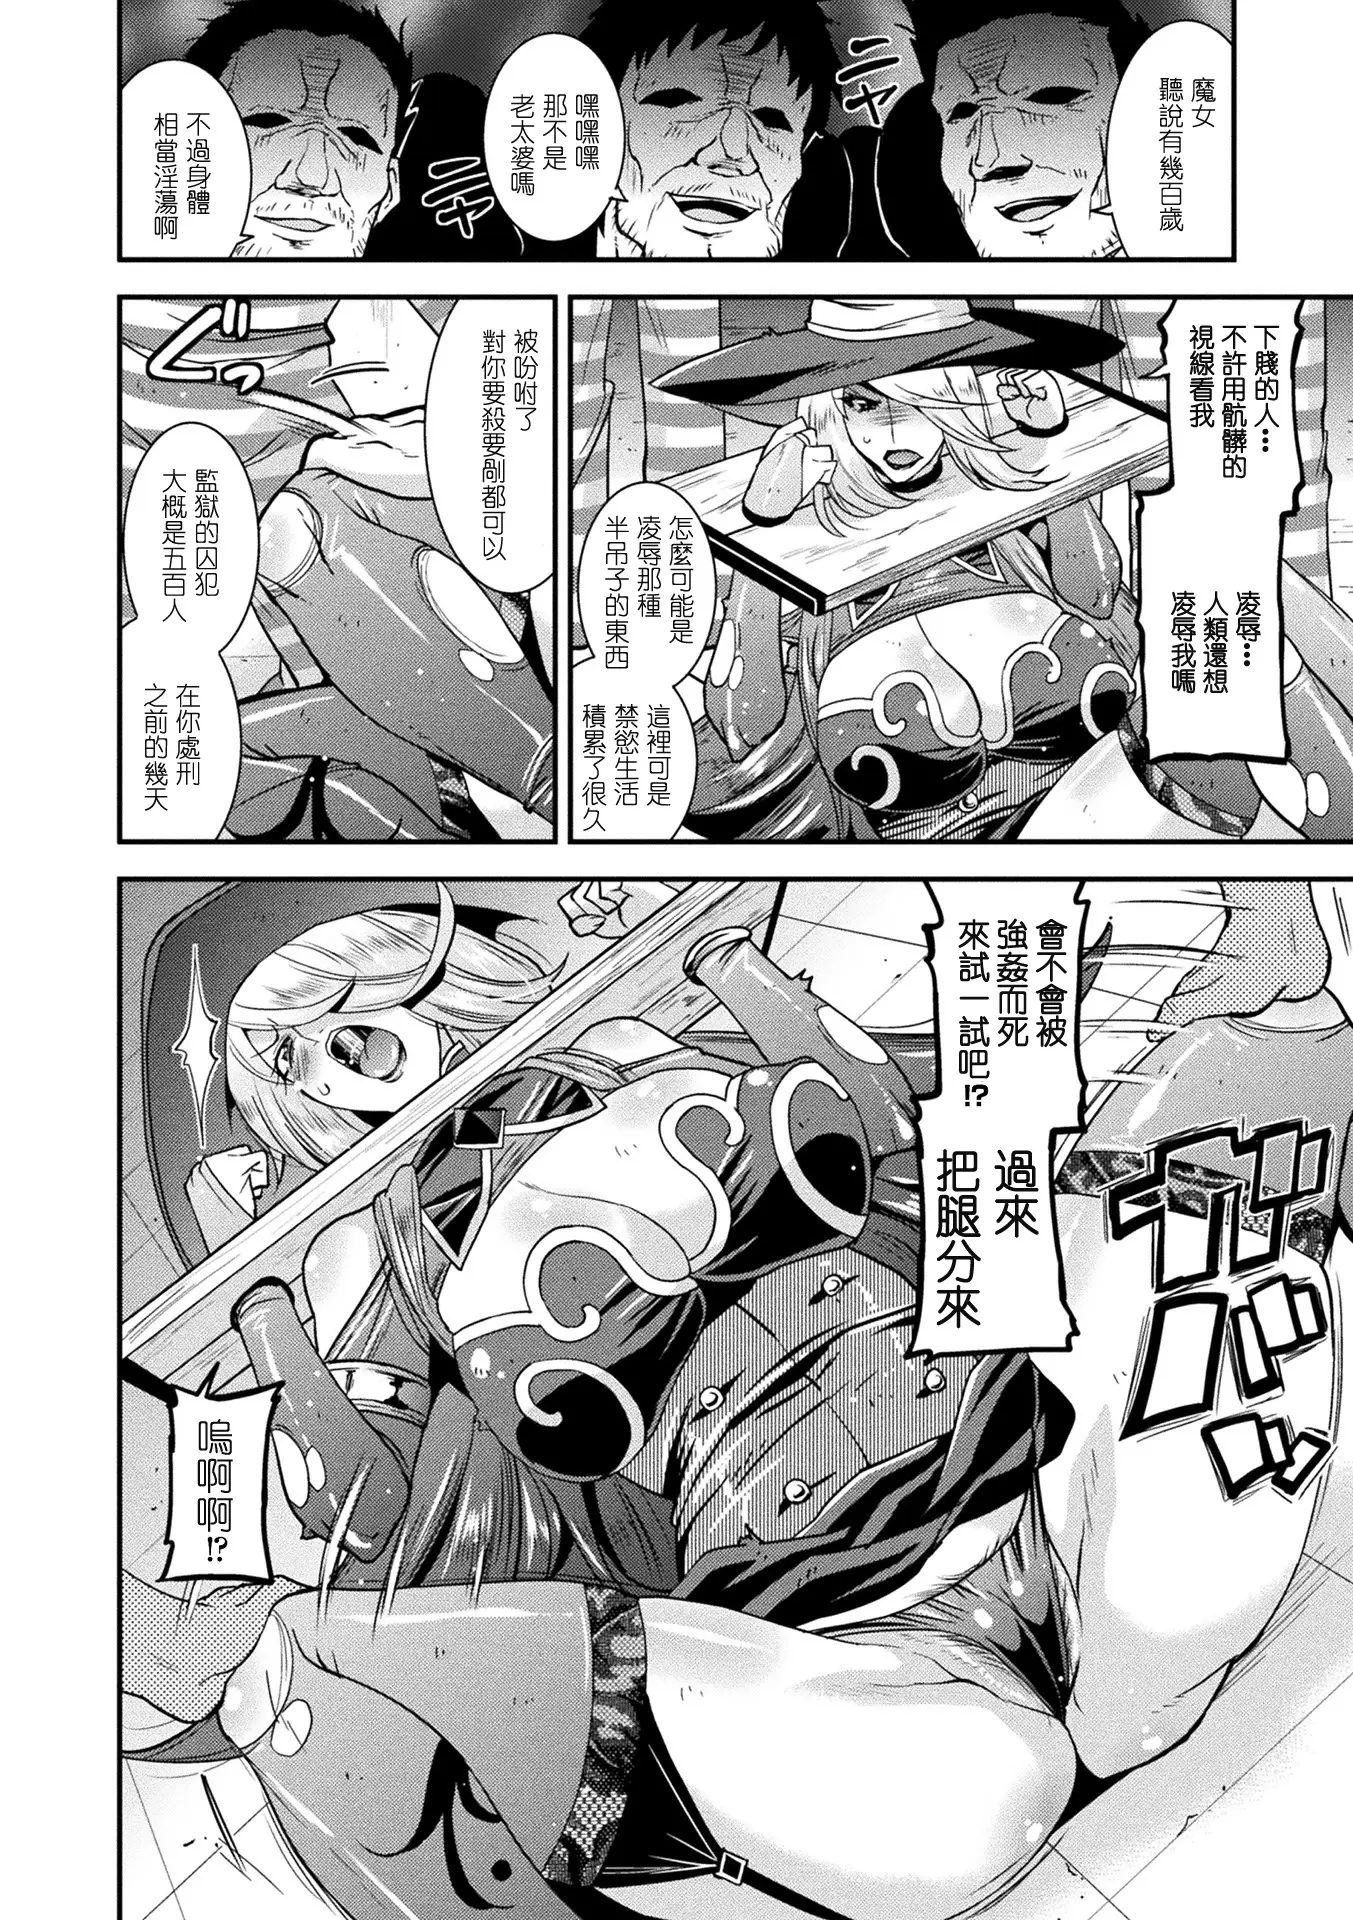 魔女
聽說有幾百歲
嘿嘿嘿
那不是
老太婆嗎
不過身體
相當淫蕩啊
ニヤ
ニヤ
下賤的人…
不許用骯髒的
視線看我
凌辱…
人類還想
凌辱我嗎
怎麼可能是
凌辱那種
半吊子的東西
這裡可是
禁慾生活
積累了很久
被吩咐了
對你要殺要剮都可以
監獄的囚犯
大概是五百人
在你處刑
之前的幾天
ぐっ
會不會被
強姦而死
來試一試吧!?
過來
把腿分來
嗚啊啊!?